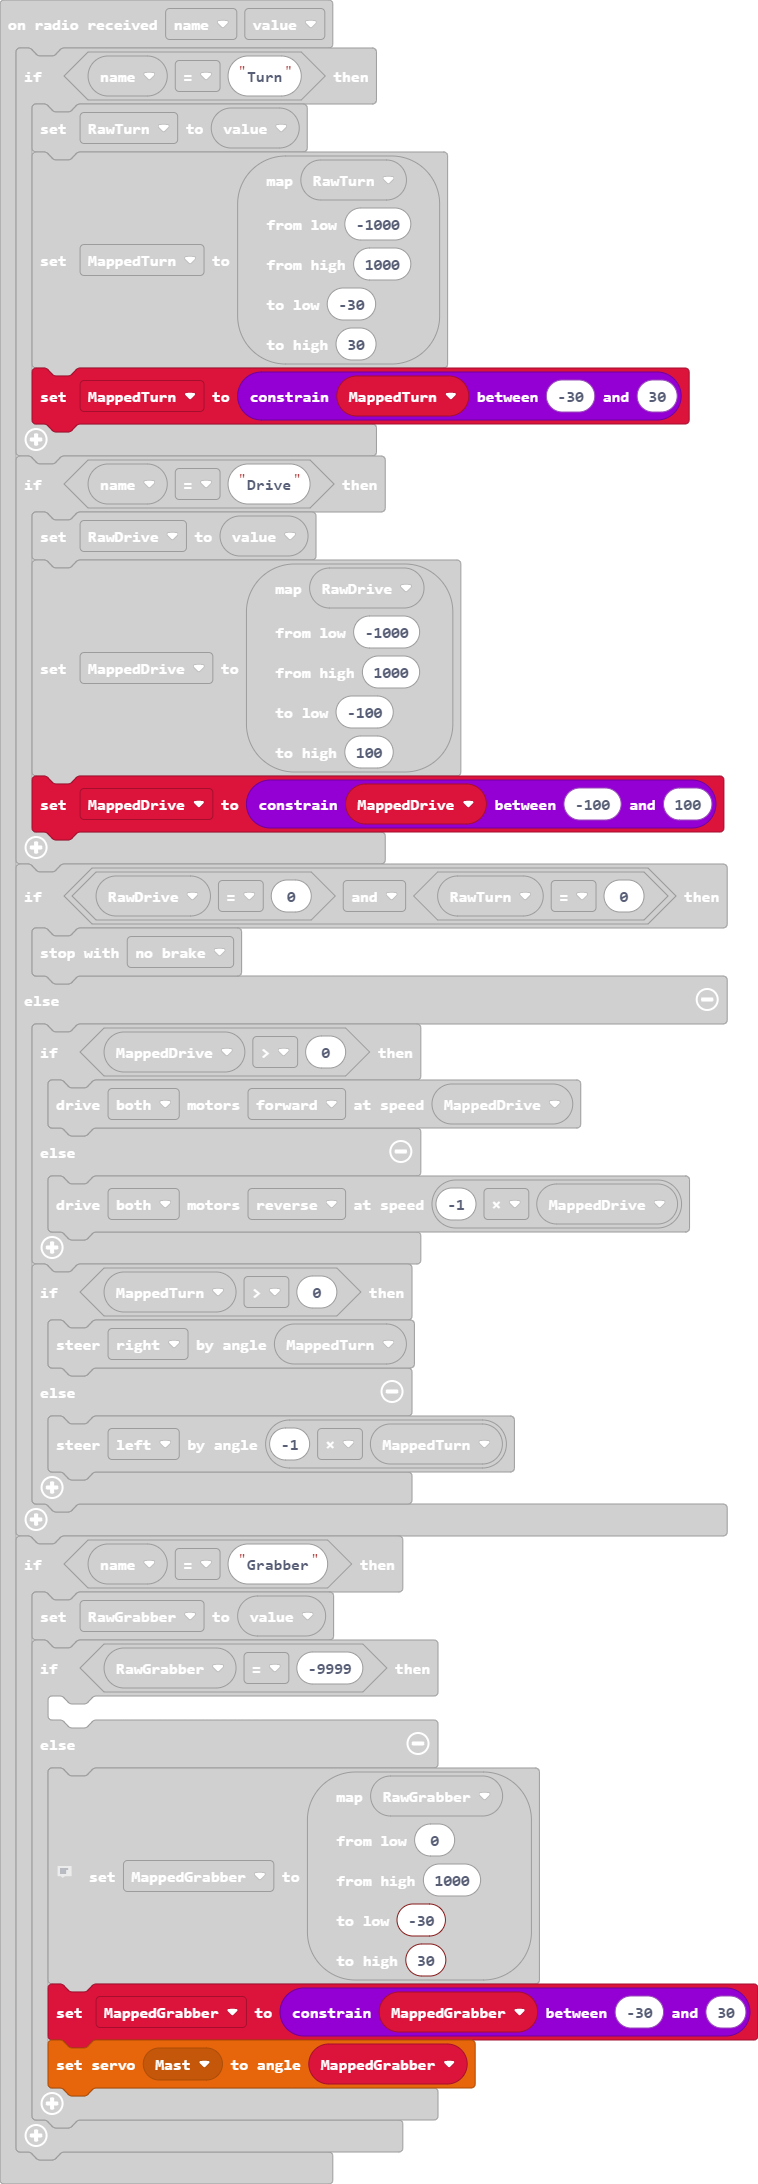 on radio received name value
if name = "Turn" then
set RawTurn to value
map RawTurn
from low -1000
from high 1000
set MappedTurn to
to low -30
to high 30
set MappedTurn to constrain MappedTurn between -30 and 30
if name = "Drive" then
set RawDrive to value
map RawDrive
from low -1000
from high 1000
set MappedDrive to
to low -100
to high 100
set MappedDrive to constrain MappedDrive between -100 and 100
if RawDrive = 0 and RawTurn = 0 then
stop with no brake
else
if MappedDrive > 0 then
drive both motors forward at speed MappedDrive
else
drive both motors reverse at speed -1 × MappedDrive
if MappedTurn > 0 then
steer right by angle MappedTurn
else
steer left by angle -1 × MappedTurn
if name = "Grabber" then
set RawGrabber to value
if RawGrabber = -9999 then
else
map RawGrabber
from low 0
set MappedGrabber to
from high 1000
to low -30
to high 30
set MappedGrabber to constrain MappedGrabber between -30 and 30
set servo Mast to angle MappedGrabber